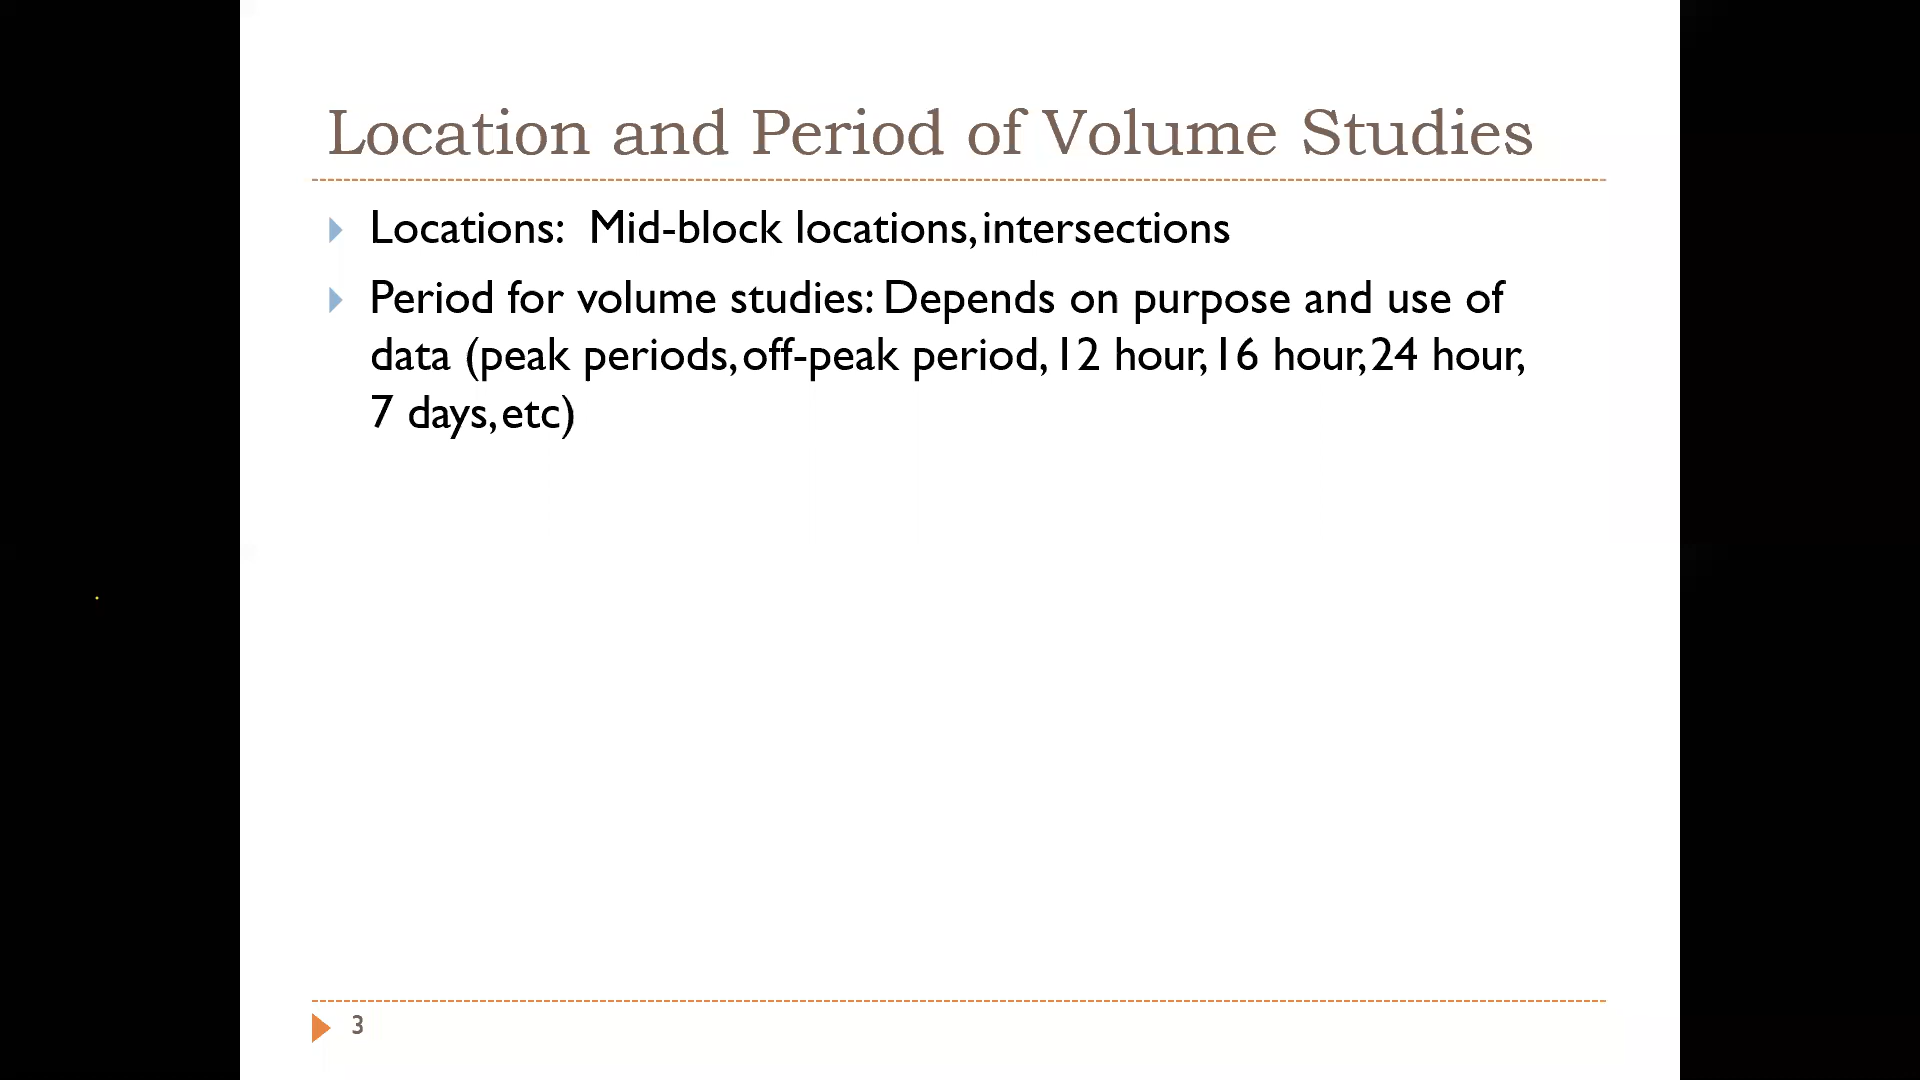 Location and Period of Volume Studies
Locations:  Mid-block locations, intersections
Period for volume studies: Depends on purpose and use of
data (peak periods, off-peak period, 12 hour, 16 hour, 24 hour,
7 days, etc)
3